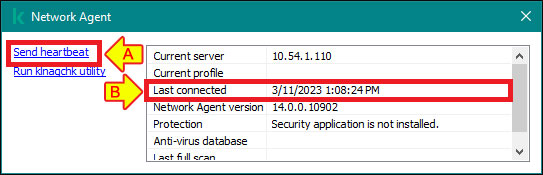 Network Agent
Send heartbeat
A
Run klnagchk utility
B
Current server 10.54.1.110
Current profile
Last connected 3/11/2023 1:08:24 PM
Network Agent version 14.0.0.10902
Protection Security application is not installed.
Anti-virus database
Last full scan